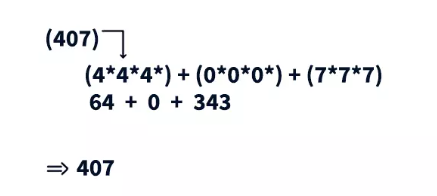 (407)
(4*4*4*) + (0*0*0*) + (7*7*7)
64 + 0 + 343
⇒ 407